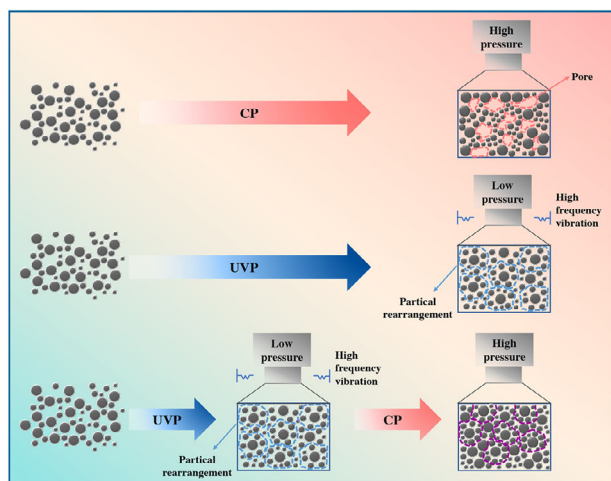 High
pressure
Pore
CP
Low
pressure
High
frequency
vibration
UVP
Partical
rearrangement
Low
pressure
High
frequency
vibration
High
pressure
UVP
CP
Partical
rearrangement